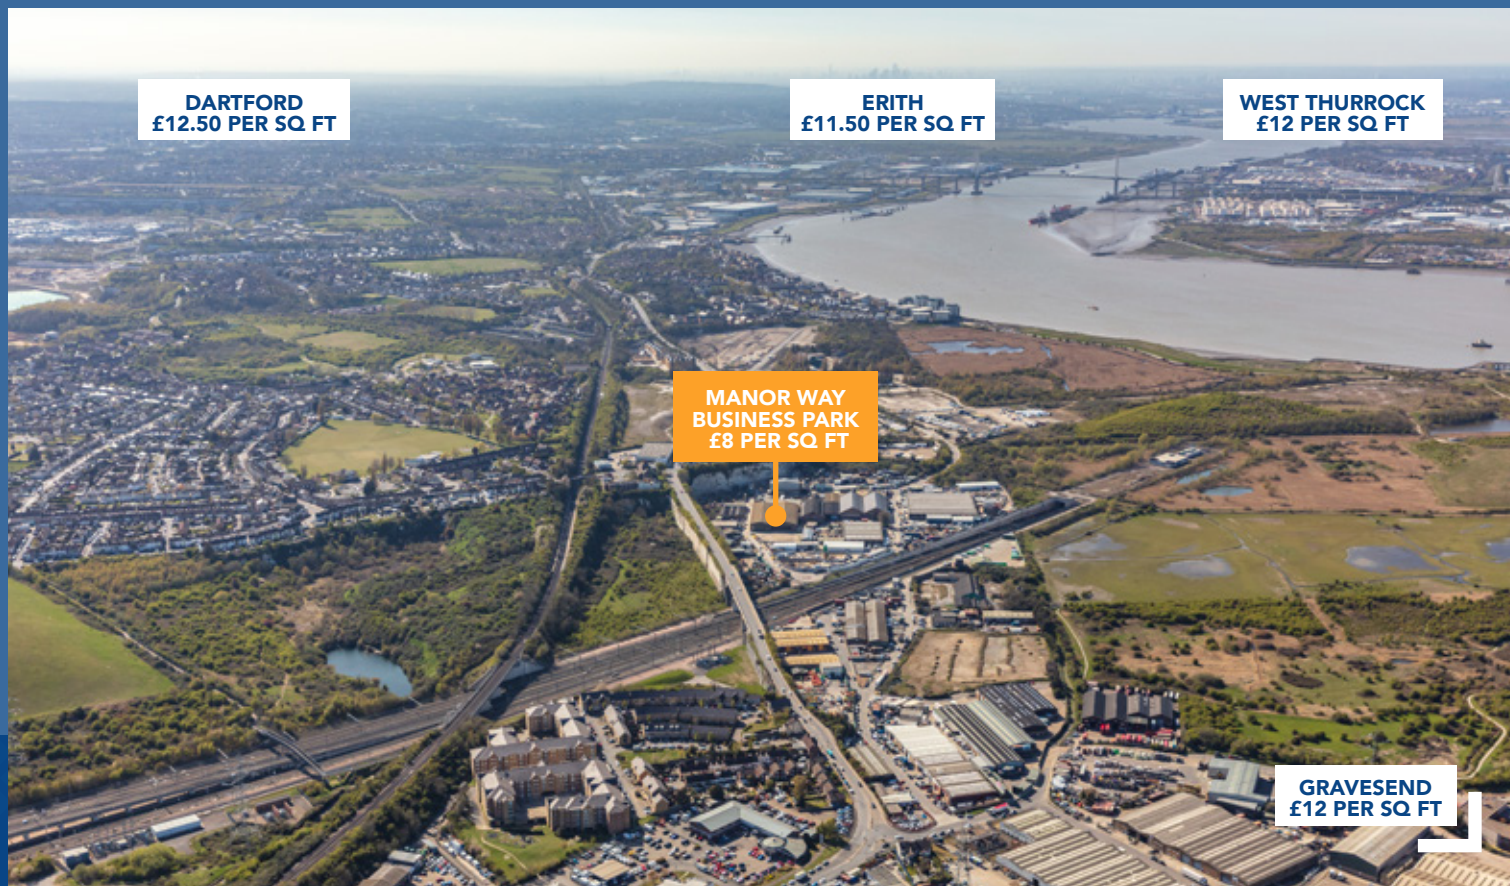 DARTFORD
£12.50 PER SQ FT
ERITH
£11.50 PER SQ FT
WEST THURROCK
£12 PER SQ FT
MANOR WAY
BUSINESS PARK
£8 PER SQ FT
GRAVESEND
£12 PER SQ FT